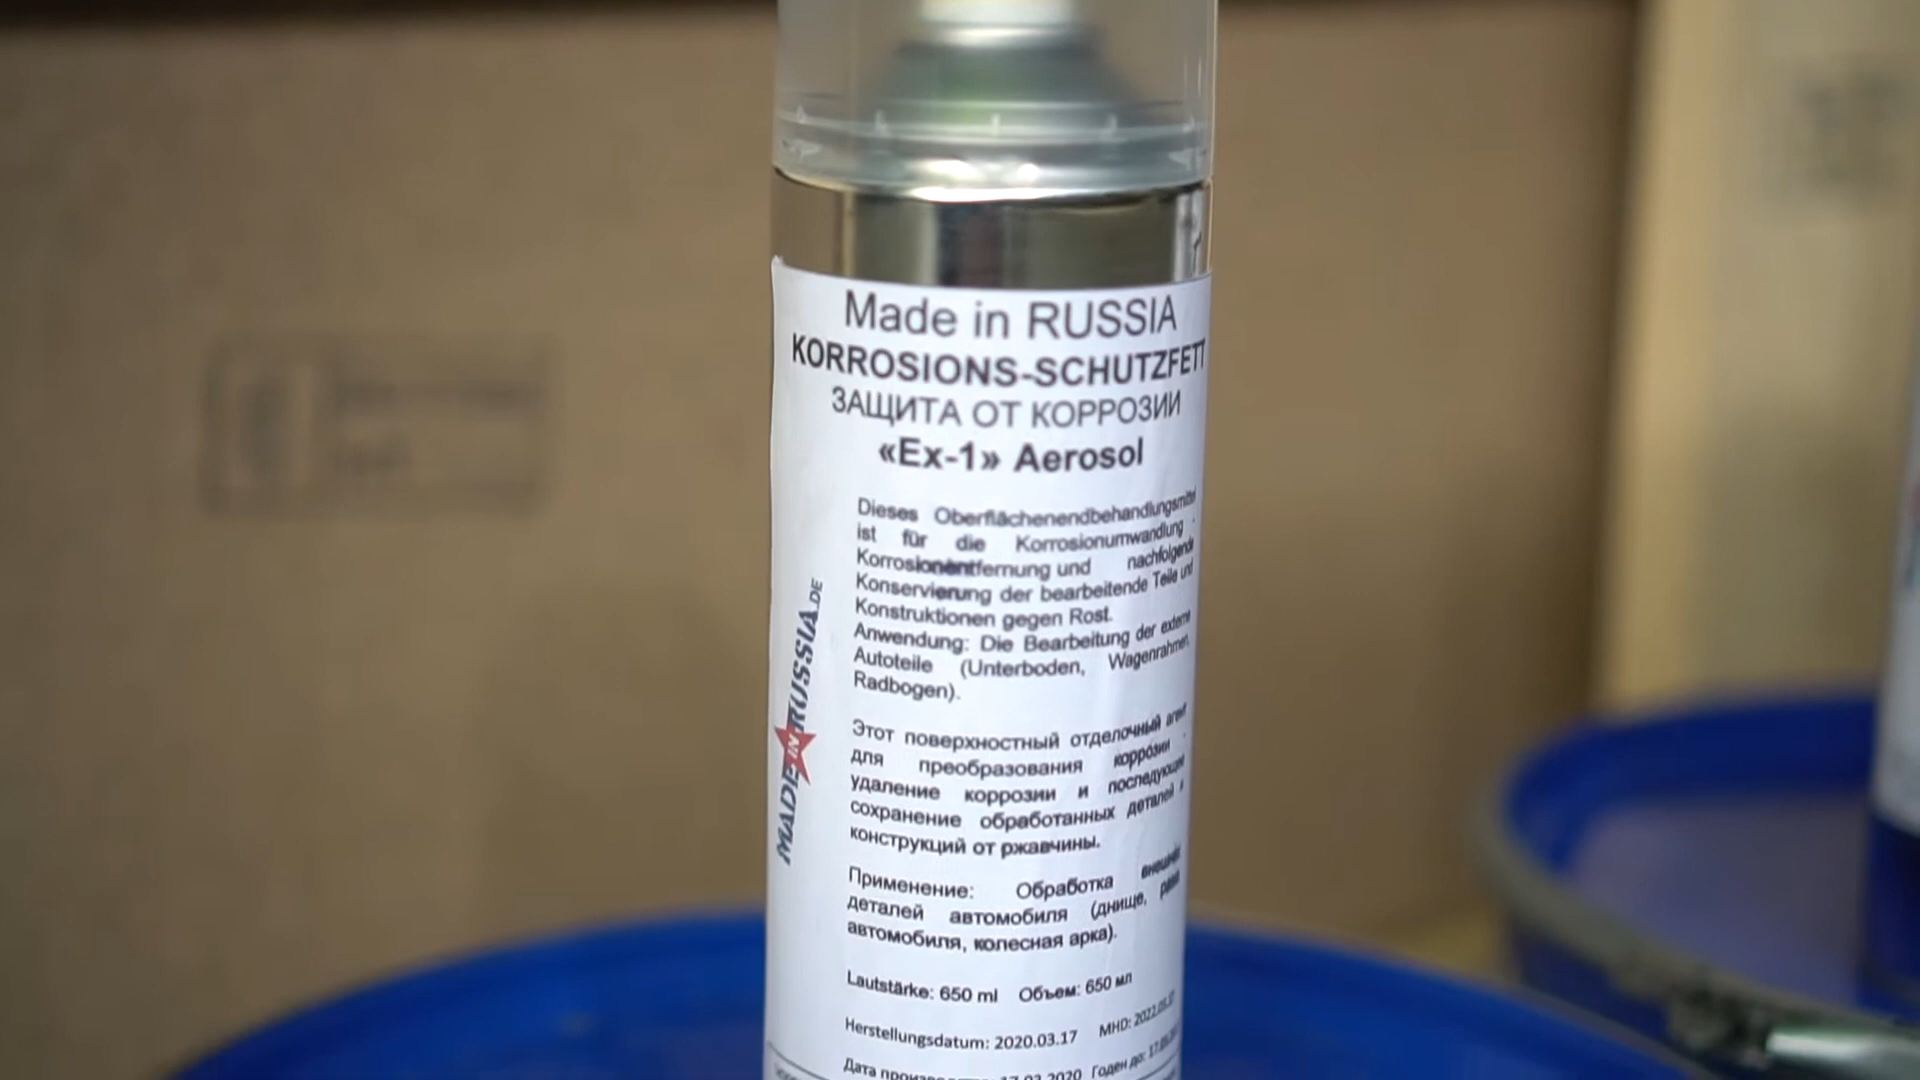 Made in RUSSIA
KORROSIONS-SCHUTZFETT
ЗАЩИТА ОТ КОРРОЗИИ
«Ex-1» Aerosol
Dieses Oberflächenendbehandlungsmittel
ist für die Korrosionumwandlung ,
Korrosionentfernung und nachfolgende
Konservierung der bearbeitende Teile und
Konstruktionen gegen Rost.
Anwendung: Die Bearbeitung der externe
Autoteile (Unterboden, Wagenrahmen,
Radbogen).
Этот поверхностный отделочный агент
для преобразования коррозии ,
удаление коррозии и последующие
сохранение обработанных деталей и
конструкций от ржавчины.
Применение: Обработка внешних
деталей автомобиля (днище, рама
автомобиля, колесная арка).
Lautstärke: 650 ml Объем: 650 мл
Herstellungsdatum: 2020.03.17 MHD:
Дата Годен до:
MADE IN RUSSIA.DE